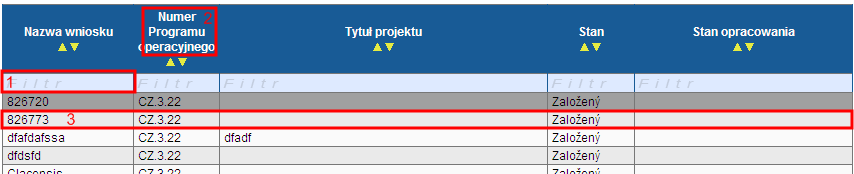 Nazwa wniosku Numer 2 Programu operacyjnego Tytuł projektu Stan Stan opracowania
1 Filtr Filtr Filtr Filtr Filtr
826720 CZ.3.22 Založený
826773 3 CZ.3.22 Založený
dfafdafssa CZ.3.22 dfadf Založený
dfdsfd CZ.3.22 Založený
CZ.3.22 Založený